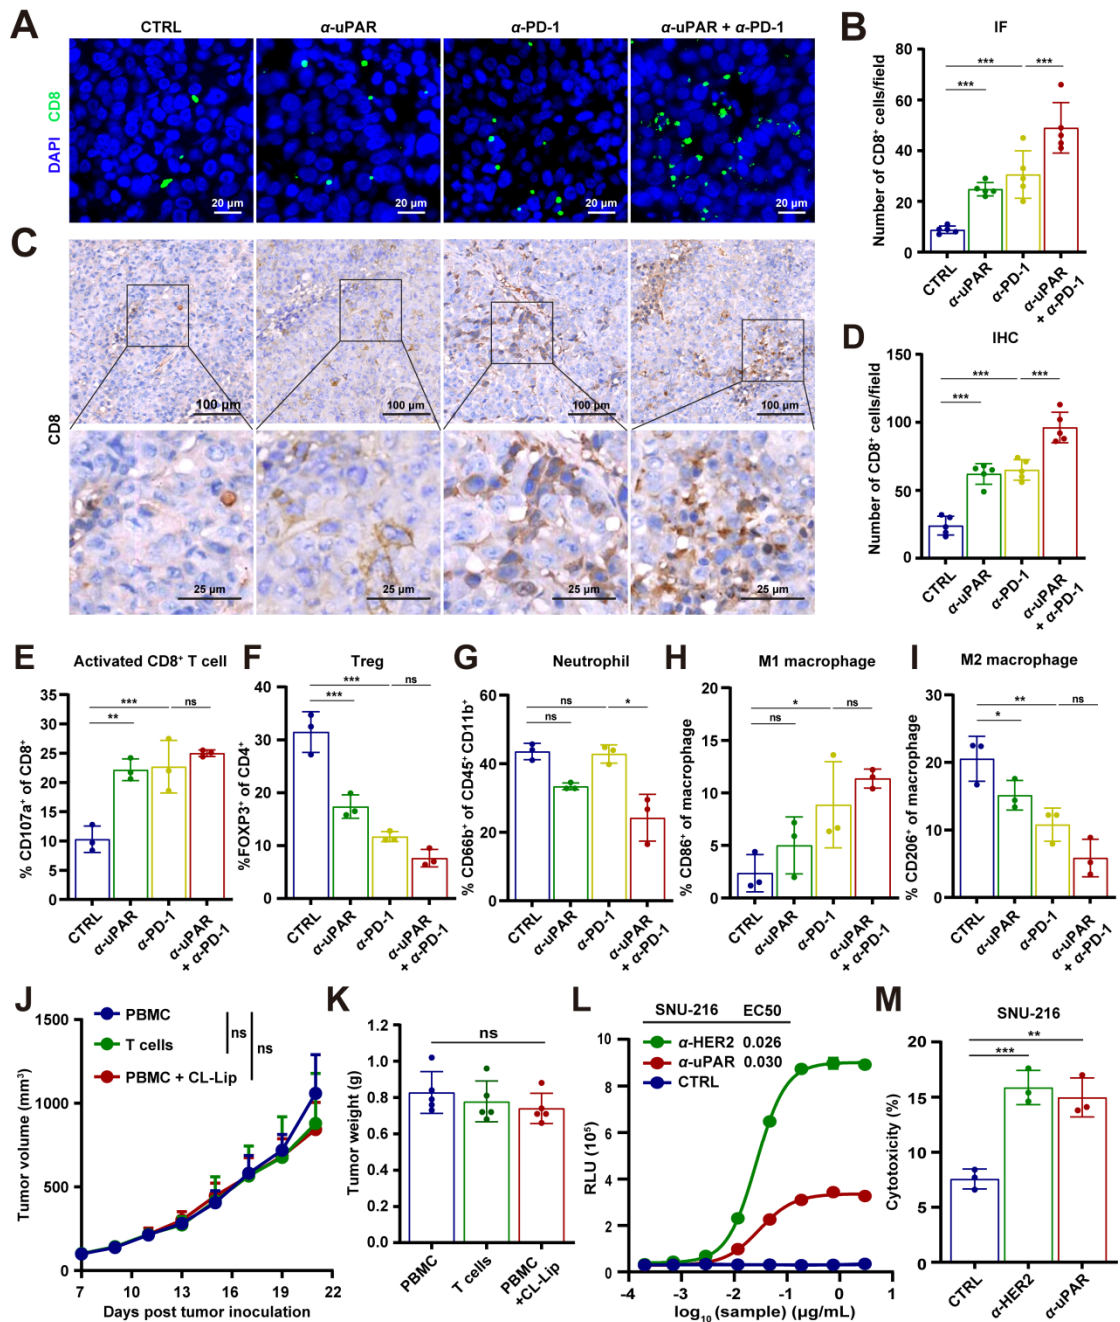 A
CTRL
α-uPAR
α-PD-1
α-uPAR + α-PD-1
DAPI CD8
20 μm
20 μm
20 μm
20 μm
B
IF
Number of CD8⁺ cells/field
80
60
40
20
0
***
***
***
CTRL
α-uPAR
α-PD-1
α-uPAR
+ α-PD-1
C
CD8
100 μm
100 μm
100 μm
100 μm
25 μm
25 μm
25 μm
25 μm
D
IHC
Number of CD8⁺ cells/field
150
100
50
0
***
***
***
CTRL
α-uPAR
α-PD-1
α-uPAR
+ α-PD-1
E
Activated CD8⁺ T cell
% CD107a⁺ of CD8⁺
30
25
20
15
10
5
0
***
ns
**
CTRL
α-uPAR
α-PD-1
α-uPAR
+ α-PD-1
F
Treg
%FOXP3⁺ of CD4⁺
40
30
20
10
0
***
ns
***
CTRL
α-uPAR
α-PD-1
α-uPAR
+ α-PD-1
G
Neutrophil
% CD66b⁺ of CD45⁺ CD11b⁺
60
40
20
0
ns
*
ns
CTRL
α-uPAR
α-PD-1
α-uPAR
+ α-PD-1
H
M1 macrophage
% CD86⁺ of macrophage
20
15
10
5
0
*
ns
ns
CTRL
α-uPAR
α-PD-1
α-uPAR
+ α-PD-1
I
M2 macrophage
% CD206⁺ of macrophage
30
20
10
0
**
ns
*
CTRL
α-uPAR
α-PD-1
α-uPAR
+ α-PD-1
J
PBMC
T cells
PBMC + CL-Lip
ns
ns
Tumor volume (mm³)
1500
1000
500
0
7 10 13 16 19 22
Days post tumor inoculation
K
Tumor weight (g)
1.2
1.0
0.8
0.6
0.4
0.2
0.0
ns
PBMC
T cells
PBMC
+CL-Lip
L
SNU-216 EC50
α-HER2 0.026
α-uPAR 0.030
CTRL
RLU (10⁵)
9
8
6
4
2
0
-4 -3 -2 -1 0 1
log₁₀ (sample) (μg/mL)
M
SNU-216
Cytotoxicity (%)
20
15
10
5
0
**
***
CTRL
α-HER2
α-uPAR